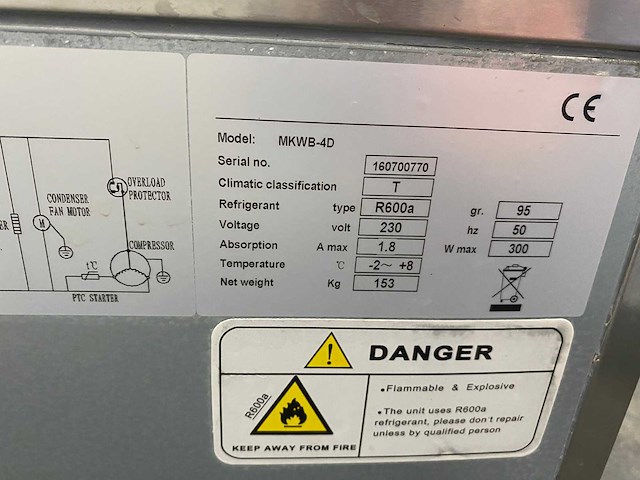 CE
Model: MKWB-4D
Serial no. 160700770
Climatic classification T
Refrigerant type R600a gr. 95
Voltage volt 230 hz 50
Absorption A max 1.8 W max 300
Temperature °C -2~ +8
Net weight Kg 153
OVERLOAD
PROTECTOR
CONDENSER
FAN MOTOR
M
COMPRESSOR
t℃
PTC STARTER
DANGER
R600a
KEEP AWAY FROM FIRE
•Flammable & Explosive
•The unit uses R600a
refrigerant, please don't repair
unless by qualified person